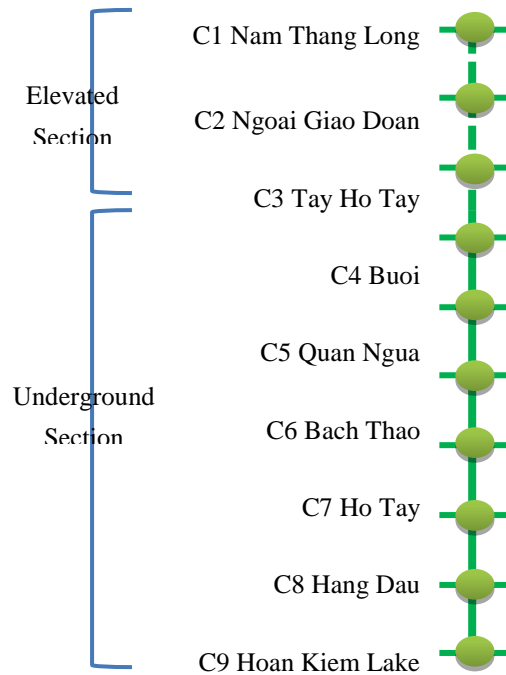 C1 Nam Thang Long
Elevated
Section
C2 Ngoai Giao Doan
C3 Tay Ho Tay
C4 Buoi
C5 Quan Ngua
Underground
Section
C6 Bach Thao
C7 Ho Tay
C8 Hang Dau
C9 Hoan Kiem Lake